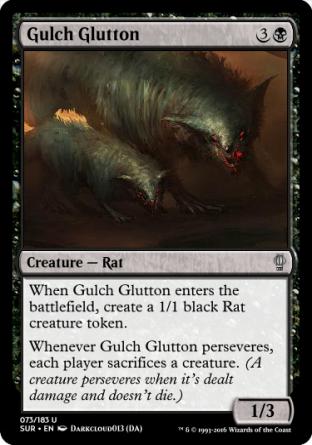 Gulch Glutton 3
Creature — Rat
When Gulch Glutton enters the
battlefield, create a 1/1 black Rat
creature token.
Whenever Gulch Glutton perseveres,
each player sacrifices a creature. (A
creature perseveres when it's dealt
damage and doesn't die.)
1/3
073/183 U
SUR • EN Darkcloud013 (DA)
™ & © 1993-2016 Wizards of the Coast